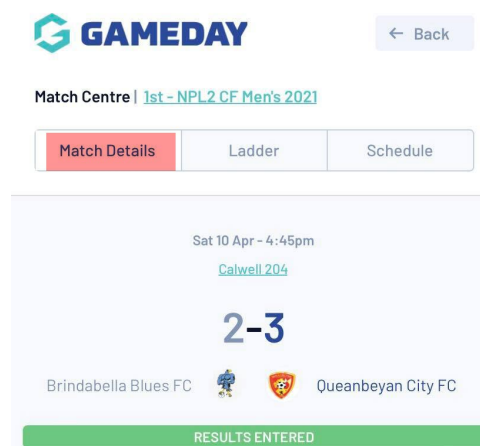 GAMEDAY
← Back
Match Centre | 1st - NPL2 CF Men's 2021
Match Details Ladder Schedule
Sat 10 Apr - 4:45pm
Calwell 204
2-3
Brindabella Blues FC Queanbeyan City FC
RESULTS ENTERED